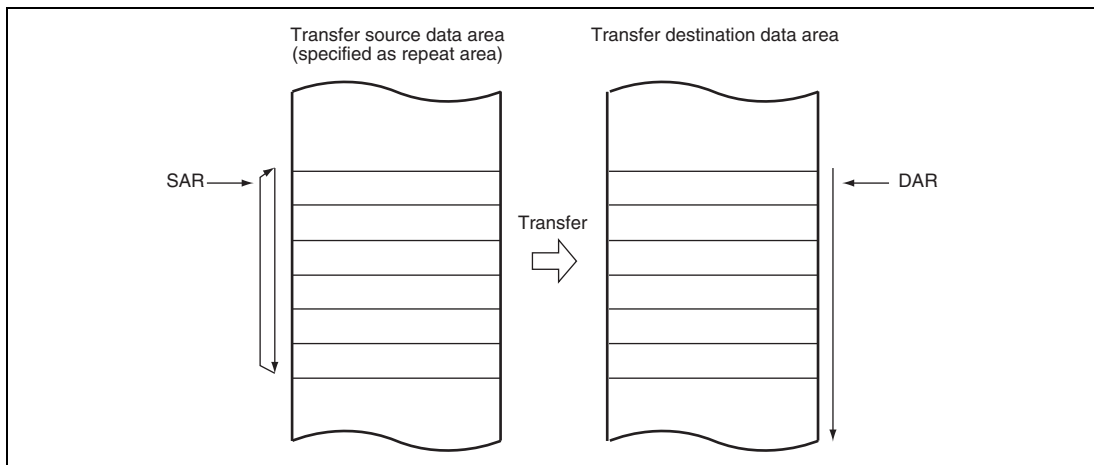 Transfer source data area
(specified as repeat area)
Transfer destination data area
SAR
Transfer
DAR